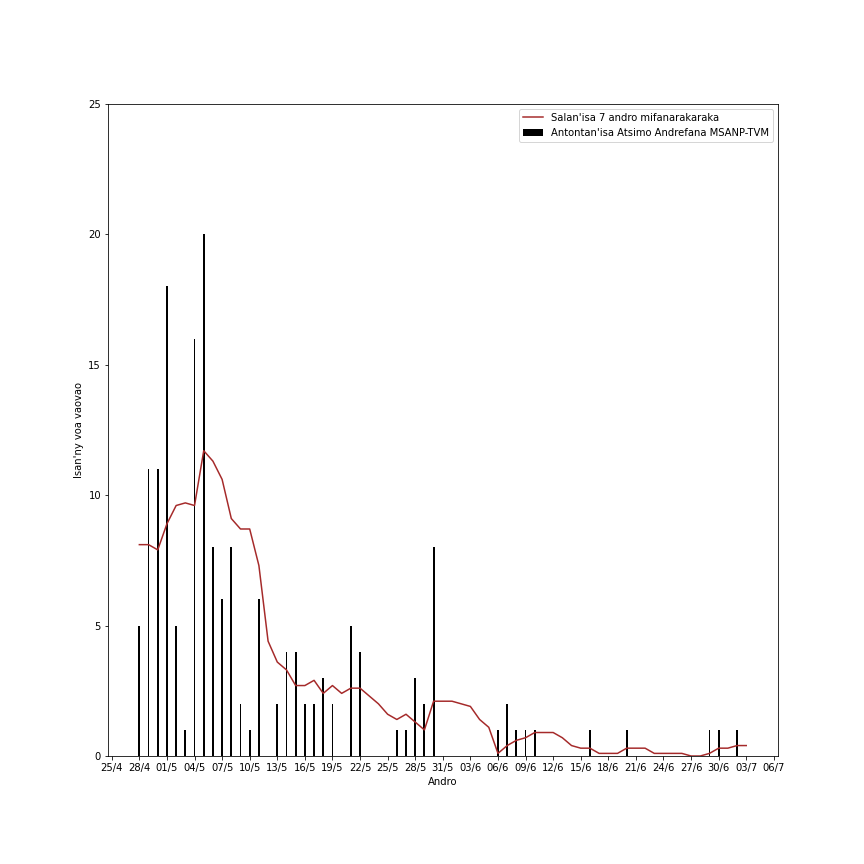 25
Salan'isa 7 andro mifanarakaraka
Antontan'isa Atsimo Andrefana MSANP-TVM
20
15
Isan'ny voa vaovao
10
5
0
25/4 28/4 01/5 04/5 07/5 10/5 13/5 16/5 19/5 22/5 25/5 28/5 31/5 03/6 06/6 09/6 12/6 15/6 18/6 21/6 24/6 27/6 30/6 03/7 06/7
Andro